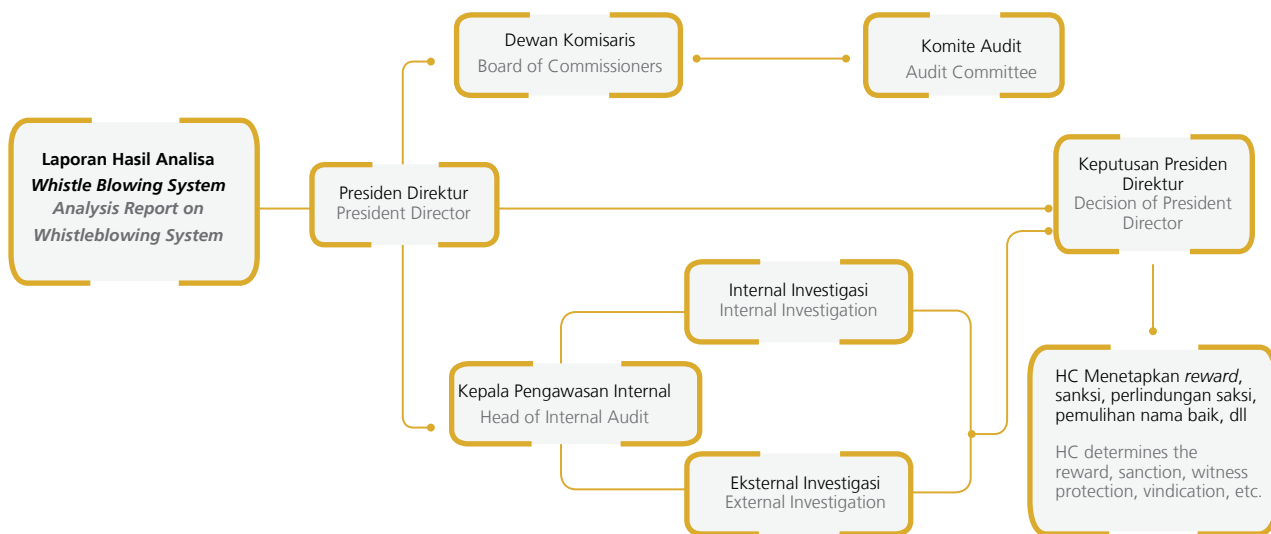 Dewan Komisaris
Board of Commissioners
Komite Audit
Audit Committee
Laporan Hasil Analisa
Whistle Blowing System
Analysis Report on
Whistleblowing System
Presiden Direktur
President Director
Keputusan Presiden
Direktur
Decision of President
Director
Internal Investigasi
Internal Investigation
Kepala Pengawasan Internal
Head of Internal Audit
Eksternal Investigasi
External Investigation
HC Menetapkan reward,
sanksi, perlindungan saksi,
pemulihan nama baik, dll
HC determines the
reward, sanction, witness
protection, vindication, etc.